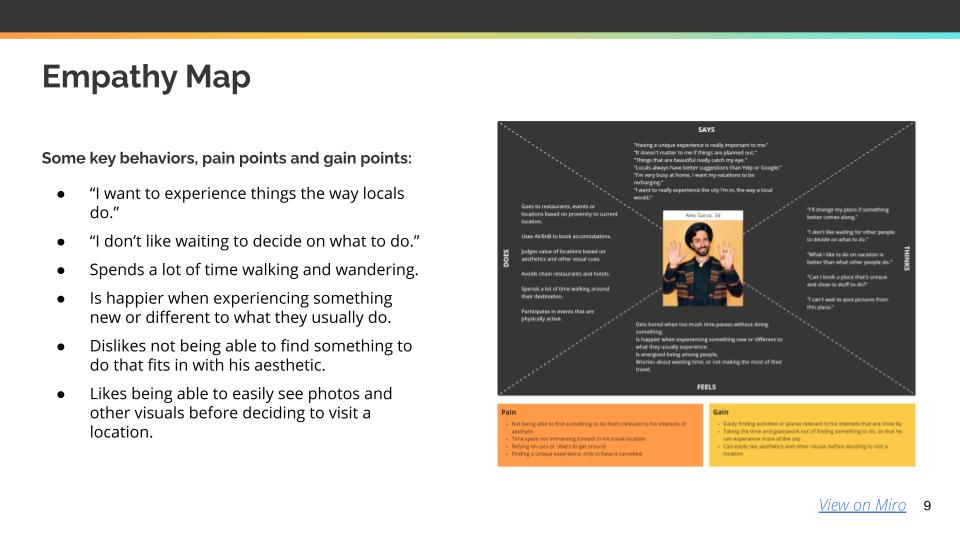 Empathy Map
Some key behaviors, pain points and gain points:
● “I want to experience things the way locals
do.”
● “I don’t like waiting to decide on what to do.”
● Spends a lot of time walking and wandering.
● Is happier when experiencing something
new or different to what they usually do.
● Dislikes not being able to find something to
do that fits in with his aesthetic.
● Likes being able to easily see photos and
other visuals before deciding to visit a
location.
SAYS
"Having a unique experience is really important to me."
"It doesn't matter to me if things are planned out."
"Things that are beautiful really catch my eye."
"Locals always have better suggestions than Yelp or Google."
"I'm very busy at home, I want my vacations to be
recharging."
"I want to really experience the city I'm in, the way a local
would."
DOES
Goes to restaurants, events or
locations based on proximity to current
location.
Uses AirBnB to book accomodations.
Judges value of locations based on
aesthetics and other visual cues.
Avoids chain restaurants and hotels.
Spends a lot of time walking around
their destination.
Participates in events that are
physically active.
Alex Garza, 34
THINKS
"I'll change my plans if something
better comes along."
"I don't like waiting for other people
to decide on what to do."
"What I like to do on vacation is
better than what other people do."
"Can I book a place that's unique
and close to stuff to do?"
"I can't wait to post pictures from
this place."
Gets bored when too much time passes without doing
something.
Is happier when experiencing something new or different to
what they usually experience.
Is energized being among people.
Worries about wasting time, or not making the most of their
travel.
FEELS
Pain
• Not being able to find something to do that's relevant to his interests or
aesthetic
• Time spent not immersing himself in his travel location
• Relying on cars or Ubers to get around
• Finding a unique experience, only to have it cancelled
Gain
• Easily finding activities or places relevant to his interests that are close by
• Taking the time and guesswork out of finding something to do, so that he
can experience more of the city
• Can easily see aesthetics and other visuals before deciding to visit a
location
View on Miro
9